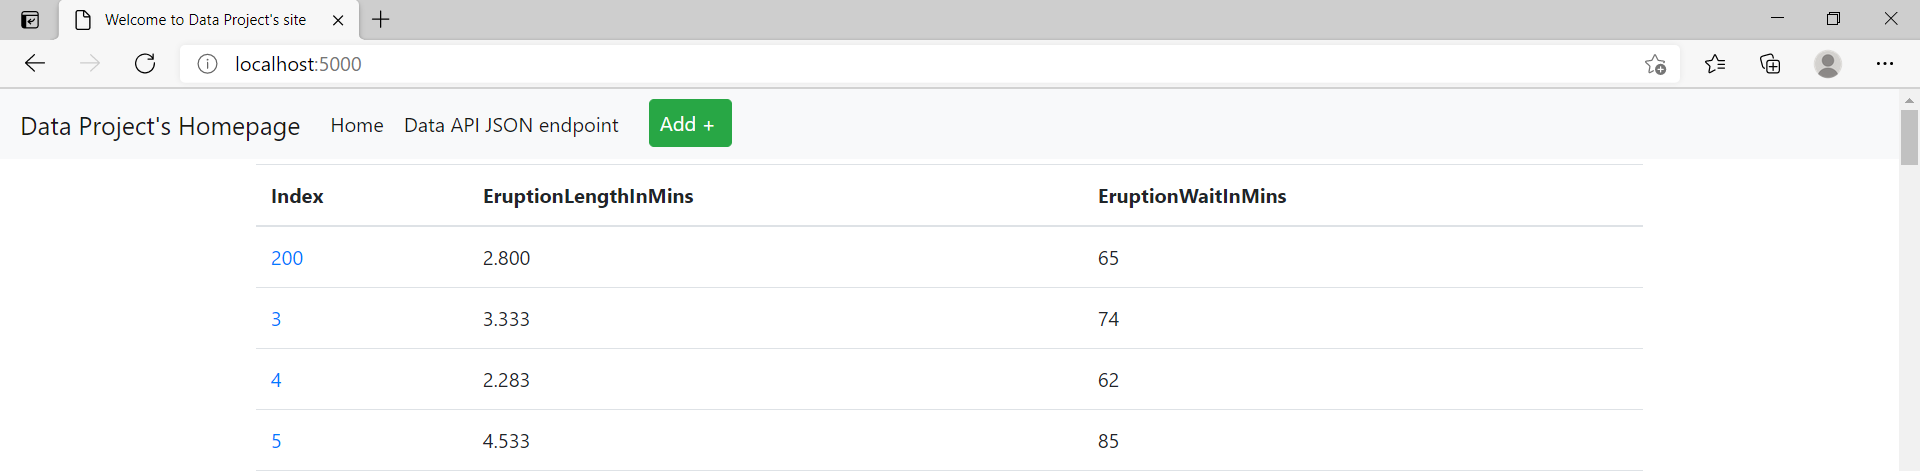 Welcome to Data Project's site
localhost:5000
Data Project's Homepage Home Data API JSON endpoint Add +
Index EruptionLengthInMins EruptionWaitInMins
200 2.800 65
3 3.333 74
4 2.283 62
5 4.533 85